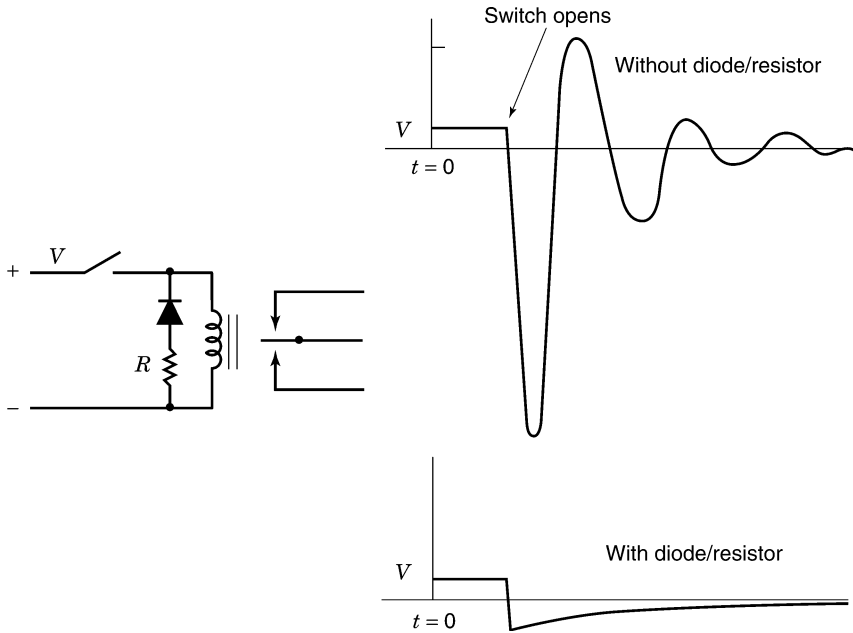 Switch opens
Without diode/resistor
V
t = 0
+ V
R
−
With diode/resistor
V
t = 0